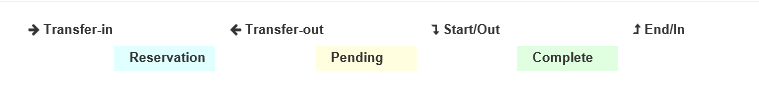 → Transfer-in ← Transfer-out ↴ Start/Out ⮥ End/In
Reservation Pending Complete